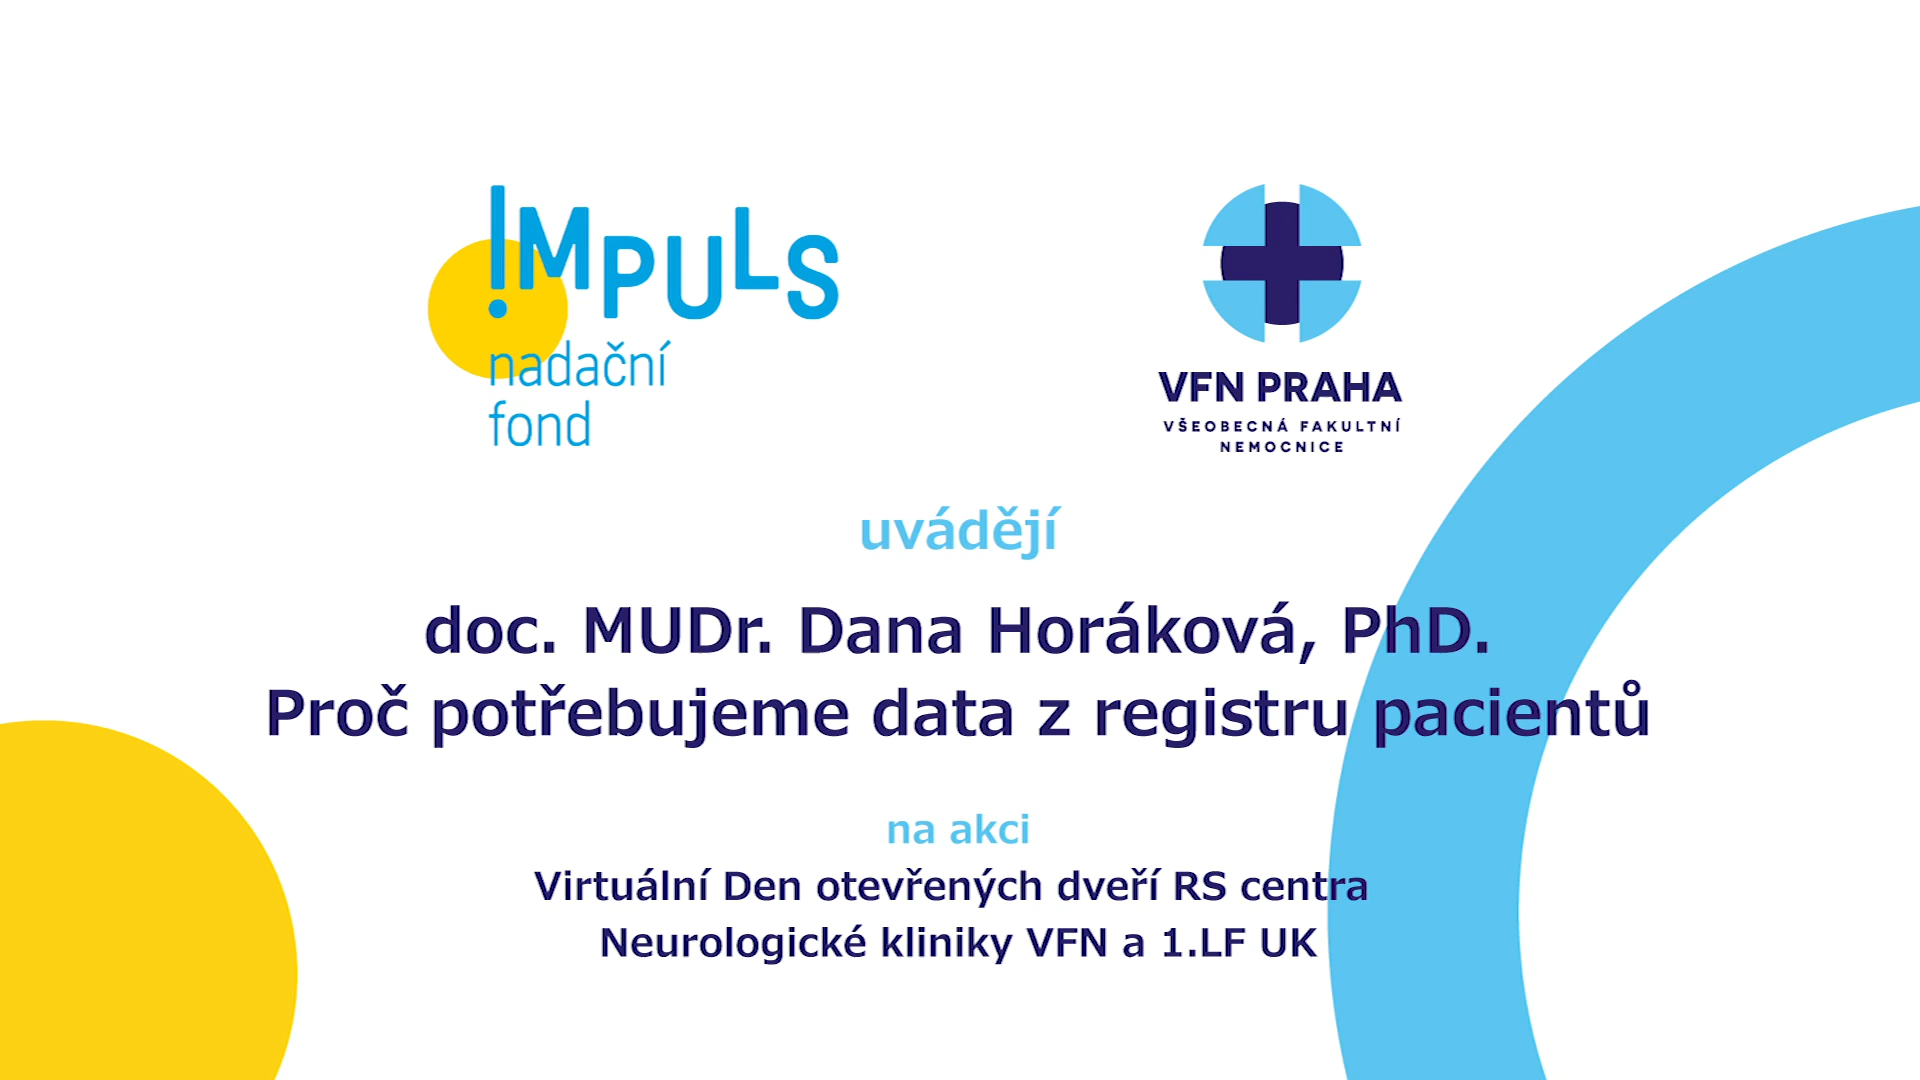 IMPULS
nadační
fond
VFN PRAHA
VŠEOBECNÁ FAKULTNÍ
NEMOCNICE
uvádějí
doc. MUDr. Dana Horáková, PhD.
Proč potřebujeme data z registru pacientů
na akci
Virtuální Den otevřených dveří RS centra
Neurologické kliniky VFN a 1.LF UK